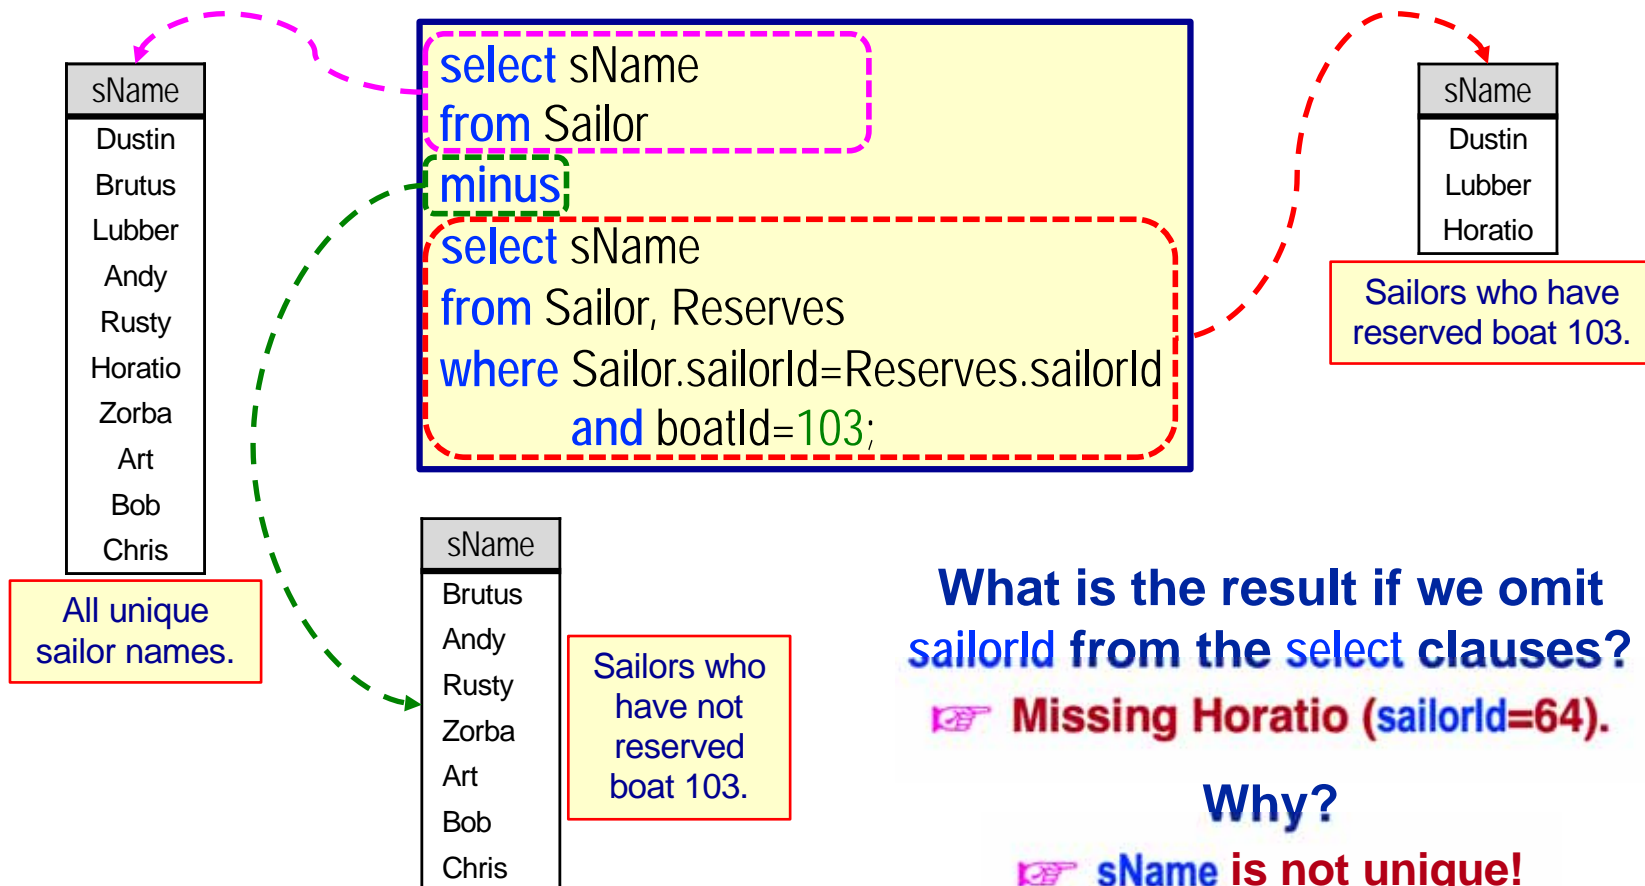 select sName
from Sailor
minus
select sName
from Sailor, Reserves
where Sailor.sailorId=Reserves.sailorId
and boatId=103;
sName
Dustin
Brutus
Lubber
Andy
Rusty
Horatio
Zorba
Art
Bob
Chris
All unique
sailor names.
sName
Dustin
Lubber
Horatio
Sailors who have
reserved boat 103.
sName
Brutus
Andy
Rusty
Zorba
Art
Bob
Chris
Sailors who
have not
reserved
boat 103.
What is the result if we omit
sailorId from the select clauses?
☞ Missing Horatio (sailorId=64).
Why?
☞ sName is not unique!